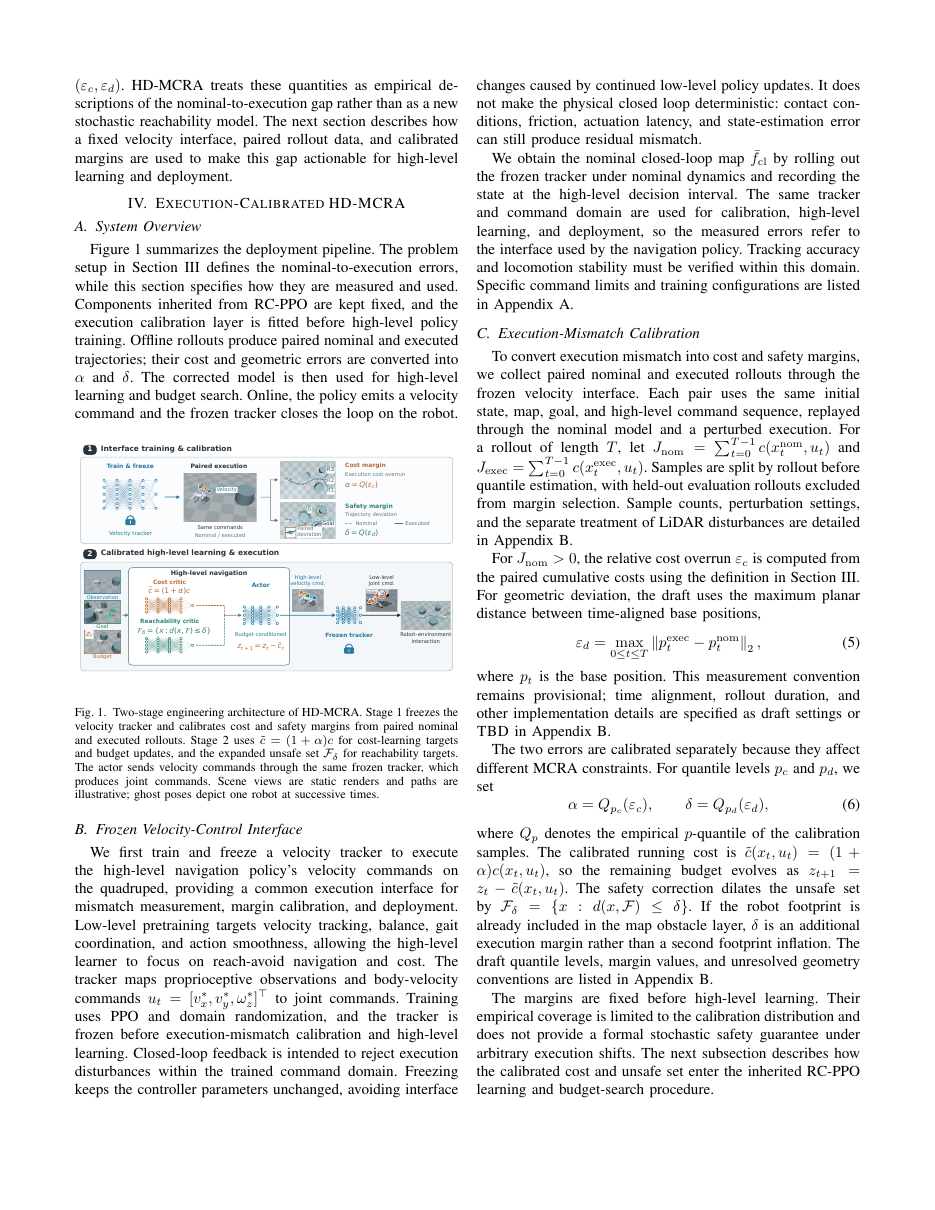 (εc, εd). HD-MCRA treats these quantities as empirical de-
scriptions of the nominal-to-execution gap rather than as a new
stochastic reachability model. The next section describes how
a fixed velocity interface, paired rollout data, and calibrated
margins are used to make this gap actionable for high-level
learning and deployment.
IV. EXECUTION-CALIBRATED HD-MCRA
A. System Overview
Figure 1 summarizes the deployment pipeline. The problem
setup in Section III defines the nominal-to-execution errors,
while this section specifies how they are measured and used.
Components inherited from RC-PPO are kept fixed, and the
execution calibration layer is fitted before high-level policy
training. Offline rollouts produce paired nominal and executed
trajectories; their cost and geometric errors are converted into
α and δ. The corrected model is then used for high-level
learning and budget search. Online, the policy emits a velocity
command and the frozen tracker closes the loop on the robot.
1 Interface training & calibration
Train & freeze
Velocity tracker
Paired execution
Velocity
Same commands
Nominal / executed
R3
R2
R1
Cost margin
Execution cost overrun
α = Q(εc)
Goal
Paired
deviation
Safety margin
Trajectory deviation
-- Nominal — Executed
δ = Q(εd)
2 Calibrated high-level learning & execution
Observation
Goal
zt
Budget
High-level navigation
Cost critic
c̃ = (1 + α)c
Reachability critic
Fδ = {x : d(x, F) ≤ δ}
Actor
Budget-conditioned
zt+1 = zt − c̃t
High-level
velocity cmd.
Frozen tracker
Low-level
joint cmd.
Robot-environment
interaction
Fig. 1. Two-stage engineering architecture of HD-MCRA. Stage 1 freezes the
velocity tracker and calibrates cost and safety margins from paired nominal
and executed rollouts. Stage 2 uses c̃ = (1 + α)c for cost-learning targets
and budget updates, and the expanded unsafe set Fδ for reachability targets.
The actor sends velocity commands through the same frozen tracker, which
produces joint commands. Scene views are static renders and paths are
illustrative; ghost poses depict one robot at successive times.
B. Frozen Velocity-Control Interface
We first train and freeze a velocity tracker to execute
the high-level navigation policy's velocity commands on
the quadruped, providing a common execution interface for
mismatch measurement, margin calibration, and deployment.
Low-level pretraining targets velocity tracking, balance, gait
coordination, and action smoothness, allowing the high-level
learner to focus on reach-avoid navigation and cost. The
tracker maps proprioceptive observations and body-velocity
commands ut = [v*x, v*y, ω*z]⊤ to joint commands. Training
uses PPO and domain randomization, and the tracker is
frozen before execution-mismatch calibration and high-level
learning. Closed-loop feedback is intended to reject execution
disturbances within the trained command domain. Freezing
keeps the controller parameters unchanged, avoiding interface
changes caused by continued low-level policy updates. It does
not make the physical closed loop deterministic: contact con-
ditions, friction, actuation latency, and state-estimation error
can still produce residual mismatch.
We obtain the nominal closed-loop map f̄cl by rolling out
the frozen tracker under nominal dynamics and recording the
state at the high-level decision interval. The same tracker
and command domain are used for calibration, high-level
learning, and deployment, so the measured errors refer to
the interface used by the navigation policy. Tracking accuracy
and locomotion stability must be verified within this domain.
Specific command limits and training configurations are listed
in Appendix A.
C. Execution-Mismatch Calibration
To convert execution mismatch into cost and safety margins,
we collect paired nominal and executed rollouts through the
frozen velocity interface. Each pair uses the same initial
state, map, goal, and high-level command sequence, replayed
through the nominal model and a perturbed execution. For
a rollout of length T, let Jnom = ∑_{t=0}^{T−1} c(x_t^nom, ut) and
Jexec = ∑_{t=0}^{T−1} c(x_t^exec, ut). Samples are split by rollout before
quantile estimation, with held-out evaluation rollouts excluded
from margin selection. Sample counts, perturbation settings,
and the separate treatment of LiDAR disturbances are detailed
in Appendix B.
For Jnom > 0, the relative cost overrun εc is computed from
the paired cumulative costs using the definition in Section III.
For geometric deviation, the draft uses the maximum planar
distance between time-aligned base positions,
εd = max_{0≤t≤T} ‖p_t^exec − p_t^nom‖₂ , (5)
where pt is the base position. This measurement convention
remains provisional; time alignment, rollout duration, and
other implementation details are specified as draft settings or
TBD in Appendix B.
The two errors are calibrated separately because they affect
different MCRA constraints. For quantile levels pc and pd, we
set
α = Qpc(εc), δ = Qpd(εd), (6)
where Qp denotes the empirical p-quantile of the calibration
samples. The calibrated running cost is c̃(xt, ut) = (1 +
α)c(xt, ut), so the remaining budget evolves as zt+1 =
zt − c̃(xt, ut). The safety correction dilates the unsafe set
by Fδ = {x : d(x, F) ≤ δ}. If the robot footprint is
already included in the map obstacle layer, δ is an additional
execution margin rather than a second footprint inflation. The
draft quantile levels, margin values, and unresolved geometry
conventions are listed in Appendix B.
The margins are fixed before high-level learning. Their
empirical coverage is limited to the calibration distribution and
does not provide a formal stochastic safety guarantee under
arbitrary execution shifts. The next subsection describes how
the calibrated cost and unsafe set enter the inherited RC-PPO
learning and budget-search procedure.